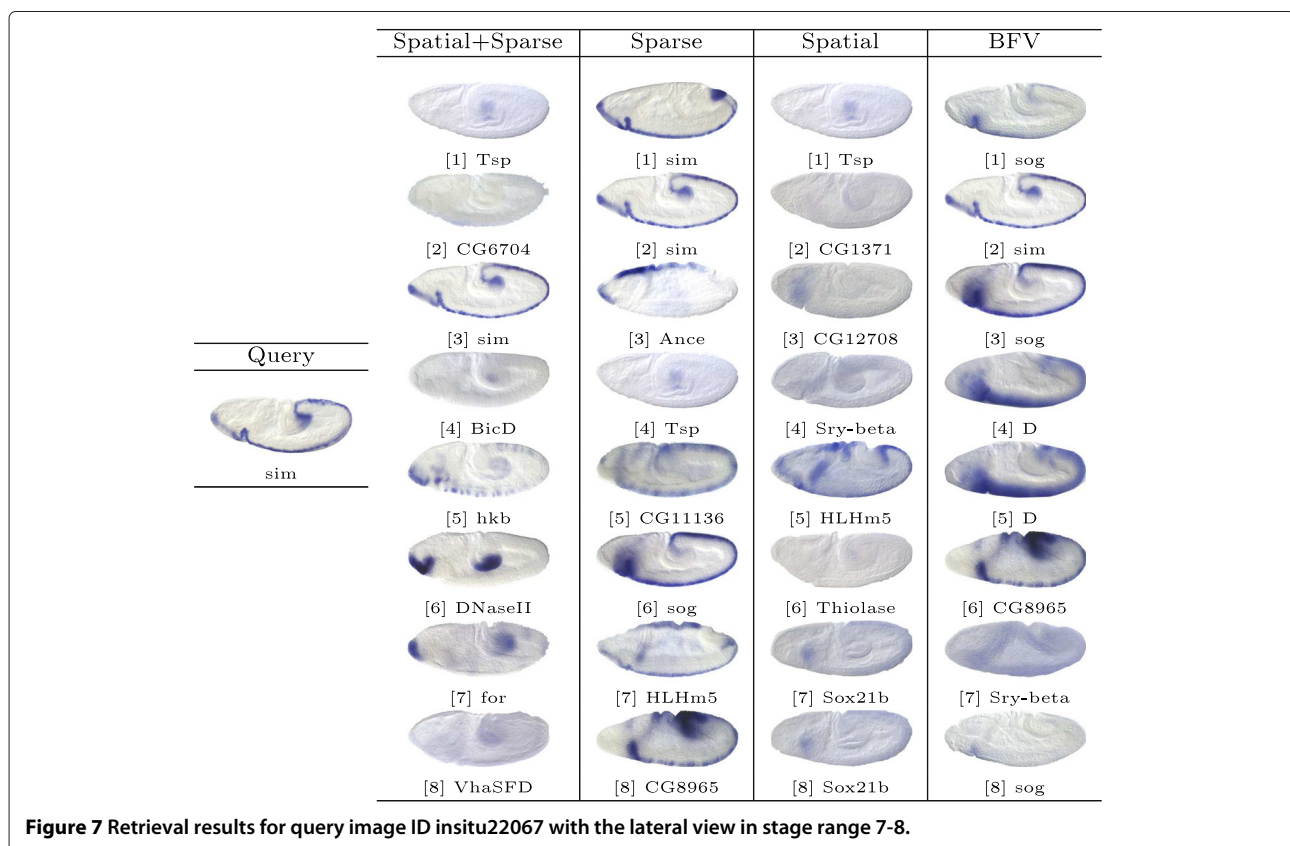 Spatial+Sparse Sparse Spatial BFV
[1] Tsp [1] sim [1] Tsp [1] sog
[2] CG6704 [2] sim [2] CG1371 [2] sim
[3] sim [3] Ance [3] CG12708 [3] sog
Query
[4] BicD [4] Tsp [4] Sry-beta [4] D
sim
[5] hkb [5] CG11136 [5] HLHm5 [5] D
[6] DNaseII [6] sog [6] Thiolase [6] CG8965
[7] for [7] HLHm5 [7] Sox21b [7] Sry-beta
[8] VhaSFD [8] CG8965 [8] Sox21b [8] sog
Figure 7 Retrieval results for query image ID insitu22067 with the lateral view in stage range 7-8.